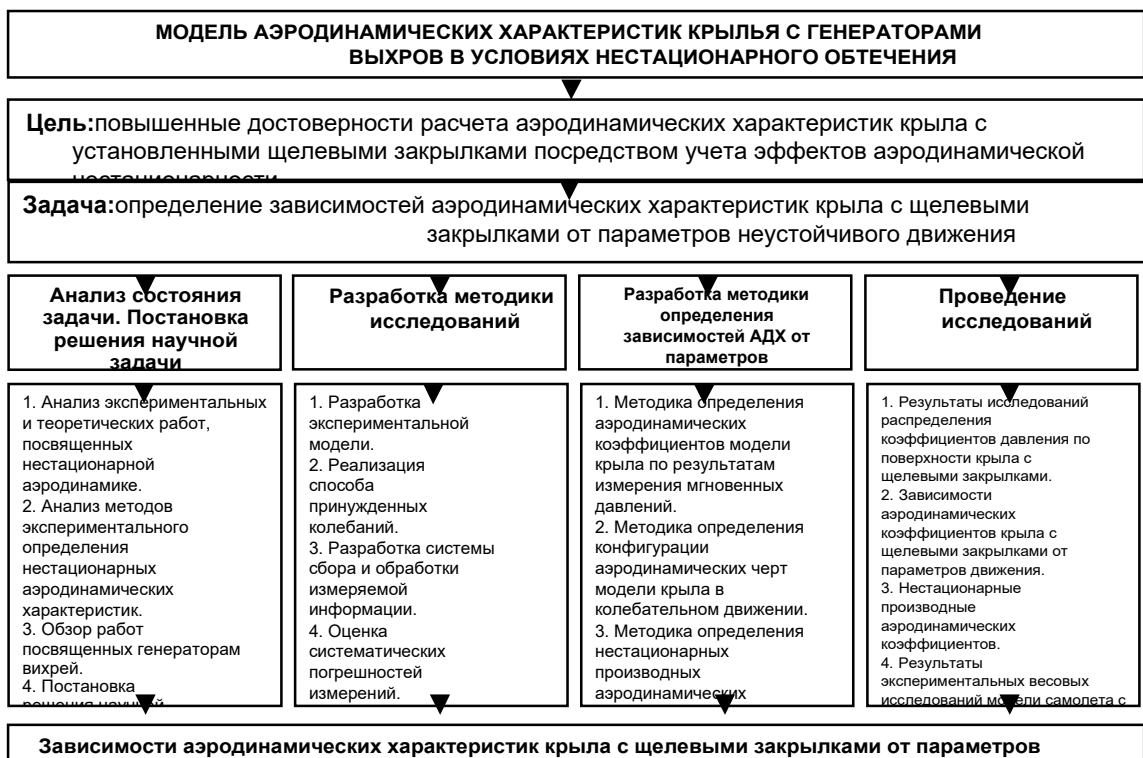 МОДЕЛЬ АЭРОДИНАМИЧЕСКИХ ХАРАКТЕРИСТИК КРЫЛЬЯ С ГЕНЕРАТОРАМИ
ВЫХРОВ В УСЛОВИЯХ НЕСТАЦИОНАРНОГО ОБТЕЧЕНИЯ
Цель:повышенные достоверности расчета аэродинамических характеристик крыла с
установленными щелевыми закрылками посредством учета эффектов аэродинамической
нестационарности
Задача:определение зависимостей аэродинамических характеристик крыла с щелевыми
закрылками от параметров неустойчивого движения
Анализ состояния
задачи. Постановка
решения научной
задачи
Разработка методики
исследований
Разработка методики
определения
зависимостей АДХ от
параметров
Проведение
исследований
1. Анализ экспериментальных
и теоретических работ,
посвященных
нестационарной
аэродинамике.
2. Анализ методов
экспериментального
определения
нестационарных
аэродинамических
характеристик.
3. Обзор работ
посвященных генераторам
вихрей.
4. Постановка
решения научной
1. Разработка
экспериментальной
модели.
2. Реализация
способа
принужденных
колебаний.
3. Разработка системы
сбора и обработки
измеряемой
информации.
4. Оценка
систематических
погрешностей
измерений.
1. Методика определения
аэродинамических
коэффициентов модели
крыла по результатам
измерения мгновенных
давлений.
2. Методика определения
конфигурации
аэродинамических черт
модели крыла в
колебательном движении.
3. Методика определения
нестационарных
производных
аэродинамических
1. Результаты исследований
распределения
коэффициентов давления по
поверхности крыла с
щелевыми закрылками.
2. Зависимости
аэродинамических
коэффициентов крыла с
щелевыми закрылками от
параметров движения.
3. Нестационарные
производные
аэродинамических
коэффициентов.
4. Результаты
экспериментальных весовых
исследований модели самолета с
Зависимости аэродинамических характеристик крыла с щелевыми закрылками от параметров